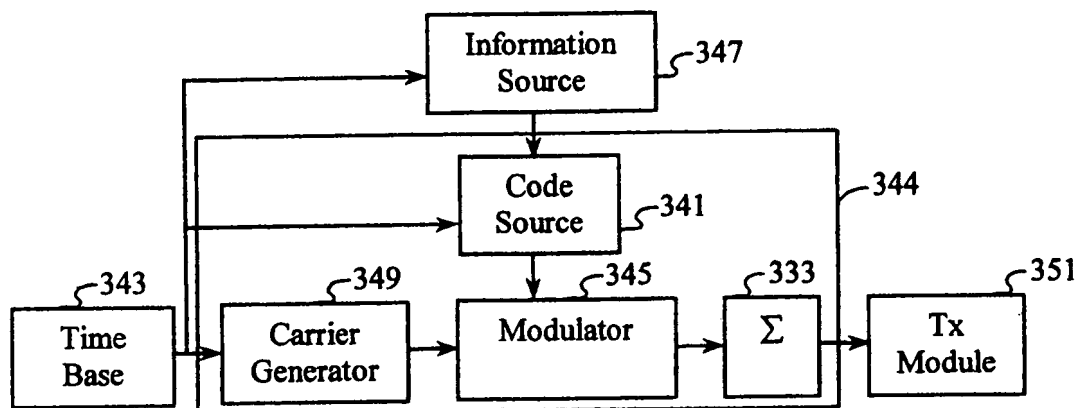 Information
Source
347
Code
Source
341
344
343
349
345
333
351
Time
Base
Carrier
Generator
Modulator
Σ
Tx
Module